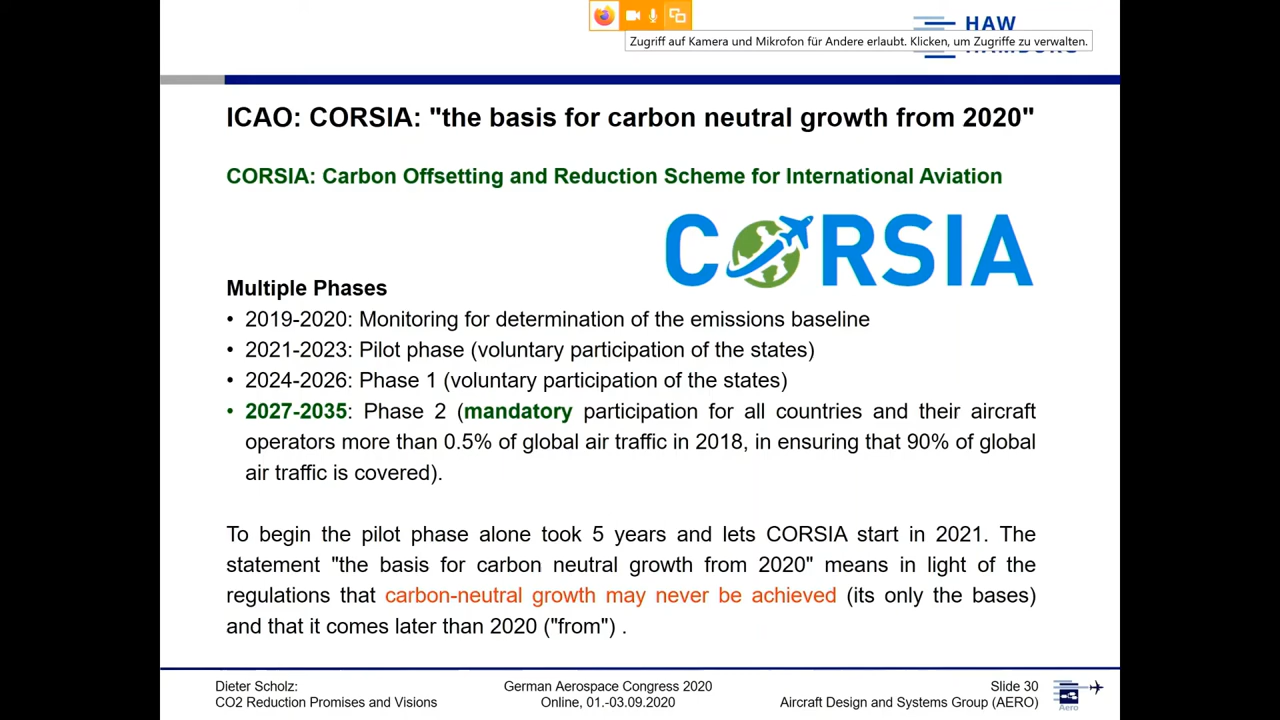 HAW
Zugriff auf Kamera und Mikrofon für Andere erlaubt. Klicken, um Zugriffe zu verwalten.
ICAO: CORSIA: "the basis for carbon neutral growth from 2020"
CORSIA: Carbon Offsetting and Reduction Scheme for International Aviation
CORSIA
Multiple Phases
• 2019-2020: Monitoring for determination of the emissions baseline
• 2021-2023: Pilot phase (voluntary participation of the states)
• 2024-2026: Phase 1 (voluntary participation of the states)
• 2027-2035: Phase 2 (mandatory participation for all countries and their aircraft
operators more than 0.5% of global air traffic in 2018, in ensuring that 90% of global
air traffic is covered).
To begin the pilot phase alone took 5 years and lets CORSIA start in 2021. The
statement "the basis for carbon neutral growth from 2020" means in light of the
regulations that carbon-neutral growth may never be achieved (its only the bases)
and that it comes later than 2020 ("from") .
Dieter Scholz:
CO2 Reduction Promises and Visions
German Aerospace Congress 2020
Online, 01.-03.09.2020
Slide 30
Aircraft Design and Systems Group (AERO)
Aero